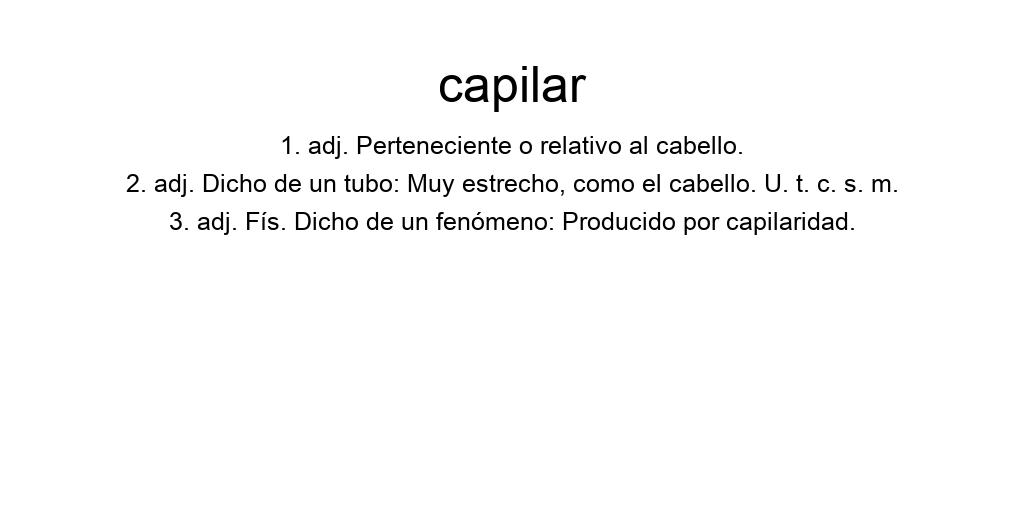 capilar
1. adj. Perteneciente o relativo al cabello.
2. adj. Dicho de un tubo: Muy estrecho, como el cabello. U. t. c. s. m.
3. adj. Fís. Dicho de un fenómeno: Producido por capilaridad.